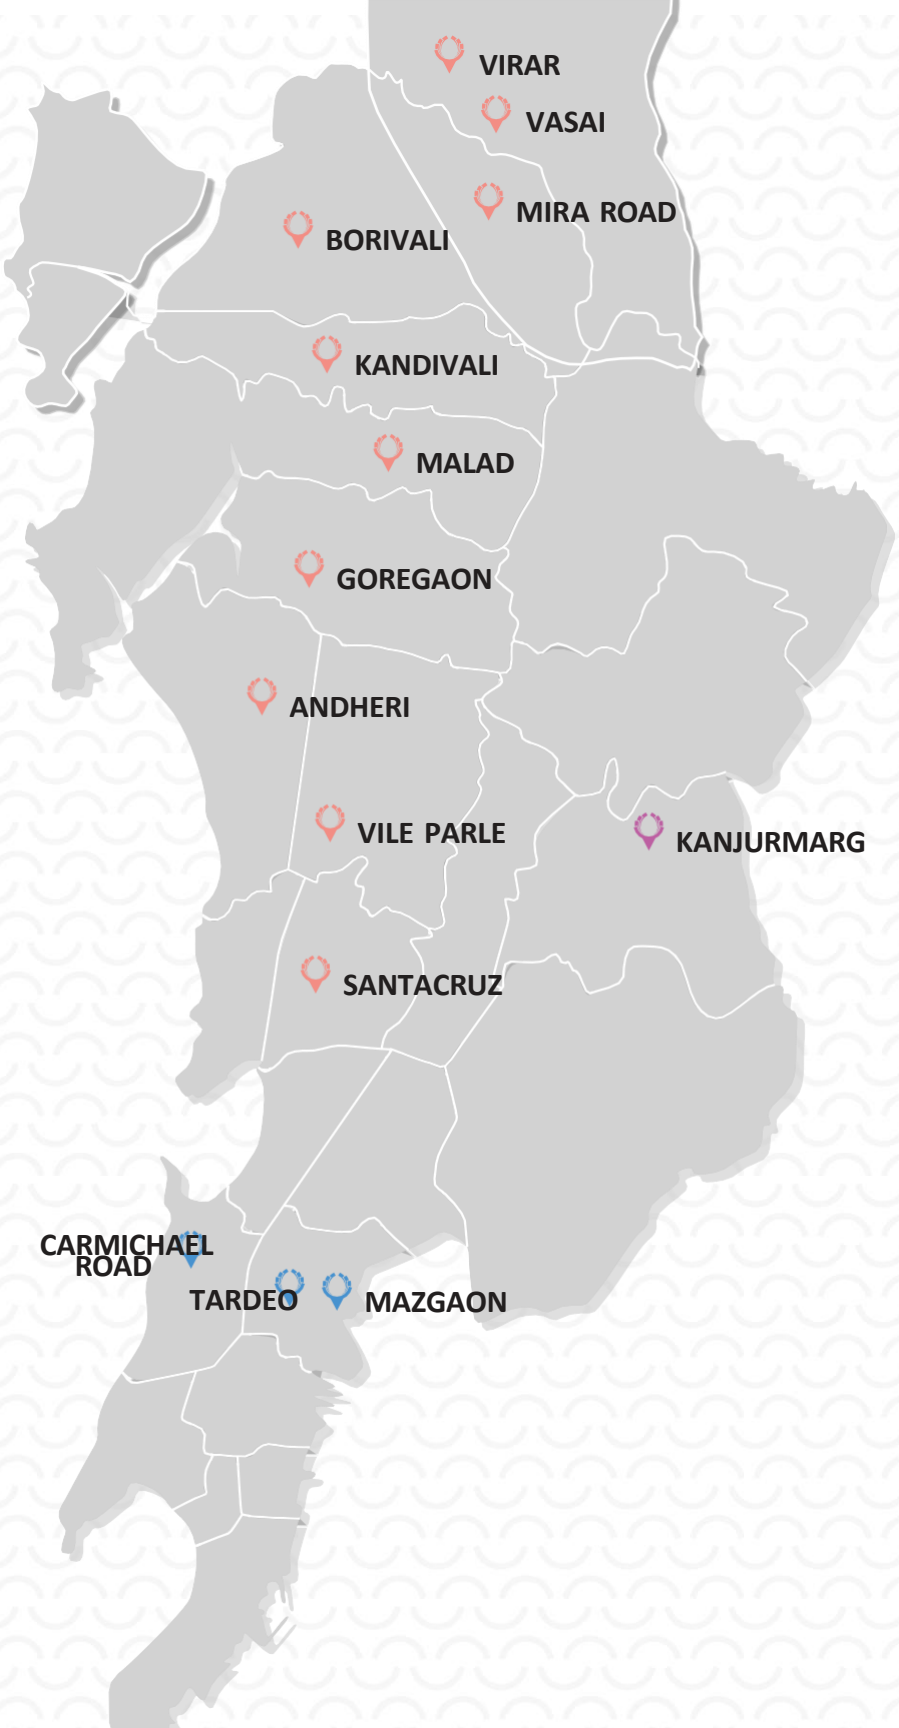 VIRAR
VASAI
MIRA ROAD
BORIVALI
KANDIVALI
MALAD
GOREGAON
ANDHERI
VILE PARLE
KANJURMARG
SANTACRUZ
CARMICHAEL
ROAD
TARDEO
MAZGAON